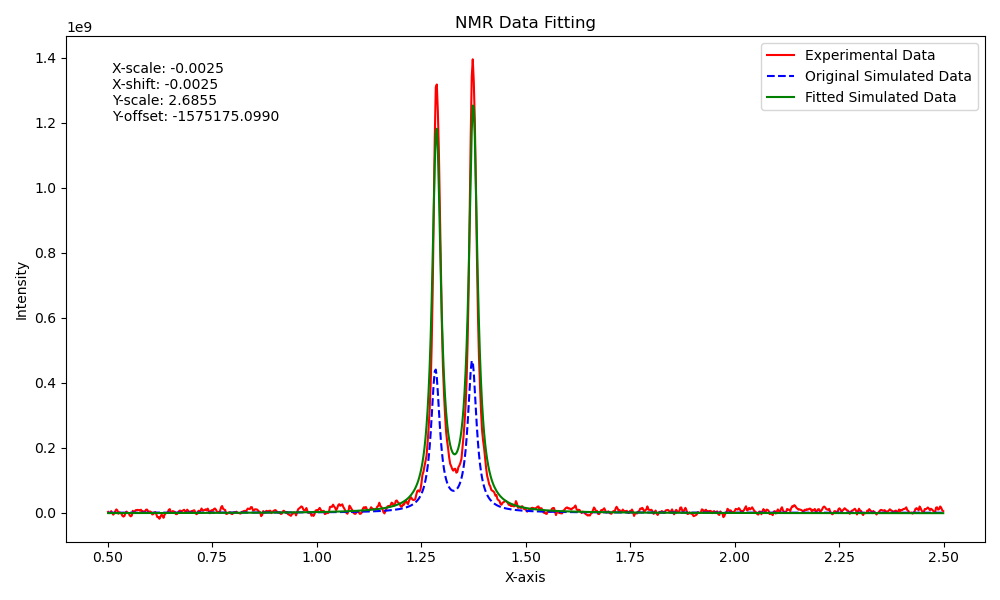 NMR Data Fitting
1e9
X-scale: -0.0025
X-shift: -0.0025
Y-scale: 2.6855
Y-offset: -1575175.0990
Experimental Data
Original Simulated Data
Fitted Simulated Data
1.4
1.2
1.0
0.8
0.6
0.4
0.2
0.0
Intensity
0.50 0.75 1.00 1.25 1.50 1.75 2.00 2.25 2.50
X-axis